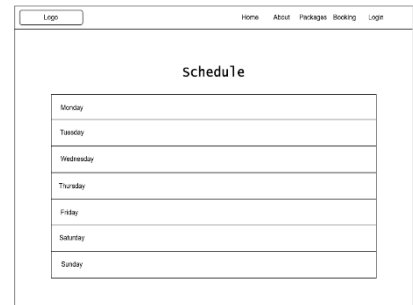 Logo Home About Packages Booking Login
Schedule
Monday
Tuesday
Wednesday
Thursday
Friday
Saturday
Sunday